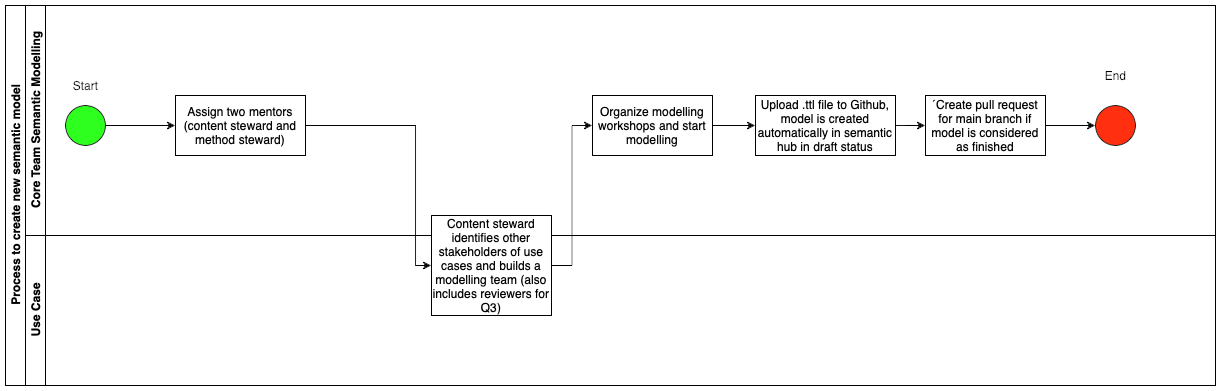 Process to create new semantic model
Core Team Semantic Modelling
Use Case
Start
Assign two mentors
(content steward and
method steward)
Content steward
identifies other
stakeholders of use
cases and builds a
modelling team (also
includes reviewers for
Q3)
Organize modelling
workshops and start
modelling
Upload .ttl file to Github,
model is created
automatically in semantic
hub in draft status
´Create pull request
for main branch if
model is considered
as finished
End